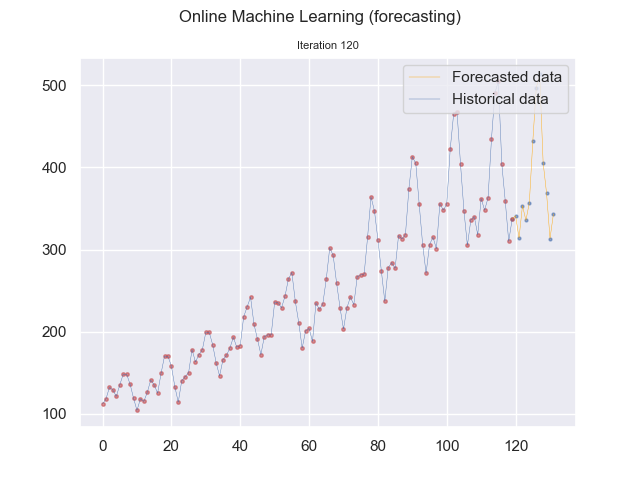 Online Machine Learning (forecasting)
Iteration 120
Forecasted data
Historical data
500
400
300
200
100
0 20 40 60 80 100 120